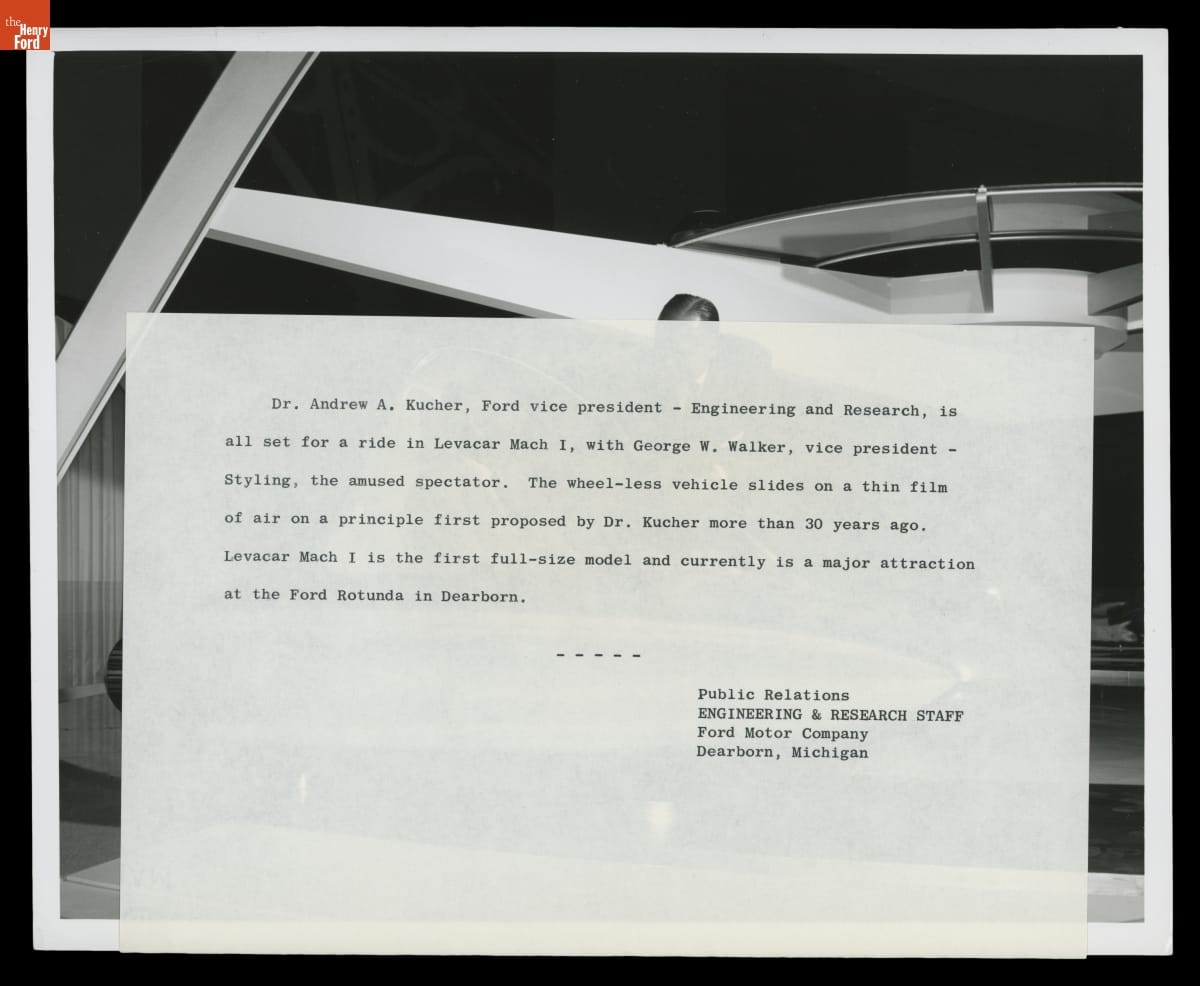 the
Henry
Ford
Dr. Andrew A. Kucher, Ford vice president - Engineering and Research, is
all set for a ride in Levacar Mach I, with George W. Walker, vice president -
Styling, the amused spectator. The wheel-less vehicle slides on a thin film
of air on a principle first proposed by Dr. Kucher more than 30 years ago.
Levacar Mach I is the first full-size model and currently is a major attraction
at the Ford Rotunda in Dearborn.
- - - - -
Public Relations
ENGINEERING & RESEARCH STAFF
Ford Motor Company
Dearborn, Michigan